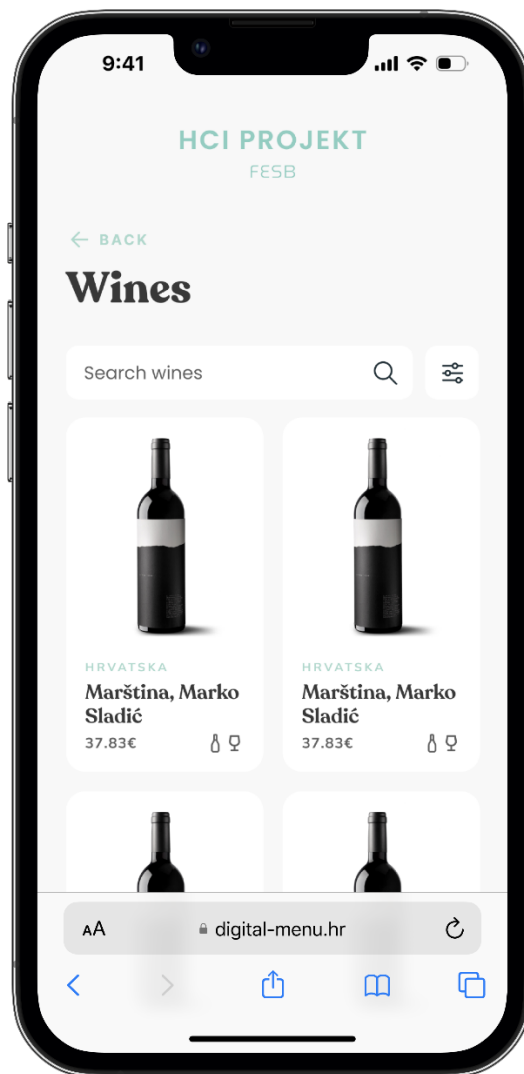 9:41
HCI PROJEKT
FESB
← BACK
Wines
Search wines
HRVATSKA
Marština, Marko
Sladić
37.83€
HRVATSKA
Marština, Marko
Sladić
37.83€
AA
digital-menu.hr